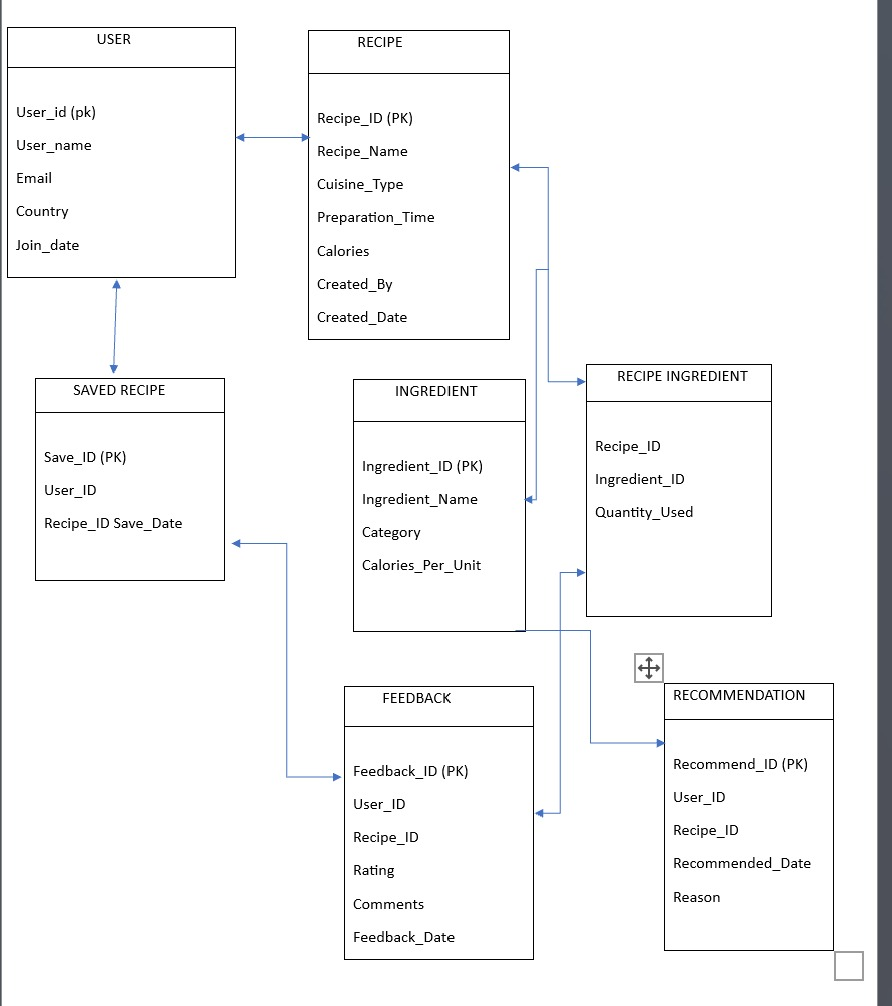 USER
User_id (pk)
User_name
Email
Country
Join_date
RECIPE
Recipe_ID (PK)
Recipe_Name
Cuisine_Type
Preparation_Time
Calories
Created_By
Created_Date
SAVED RECIPE
Save_ID (PK)
User_ID
Recipe_ID Save_Date
INGREDIENT
Ingredient_ID (PK)
Ingredient_Name
Category
Calories_Per_Unit
RECIPE INGREDIENT
Recipe_ID
Ingredient_ID
Quantity_Used
FEEDBACK
Feedback_ID (PK)
User_ID
Recipe_ID
Rating
Comments
Feedback_Date
RECOMMENDATION
Recommend_ID (PK)
User_ID
Recipe_ID
Recommended_Date
Reason